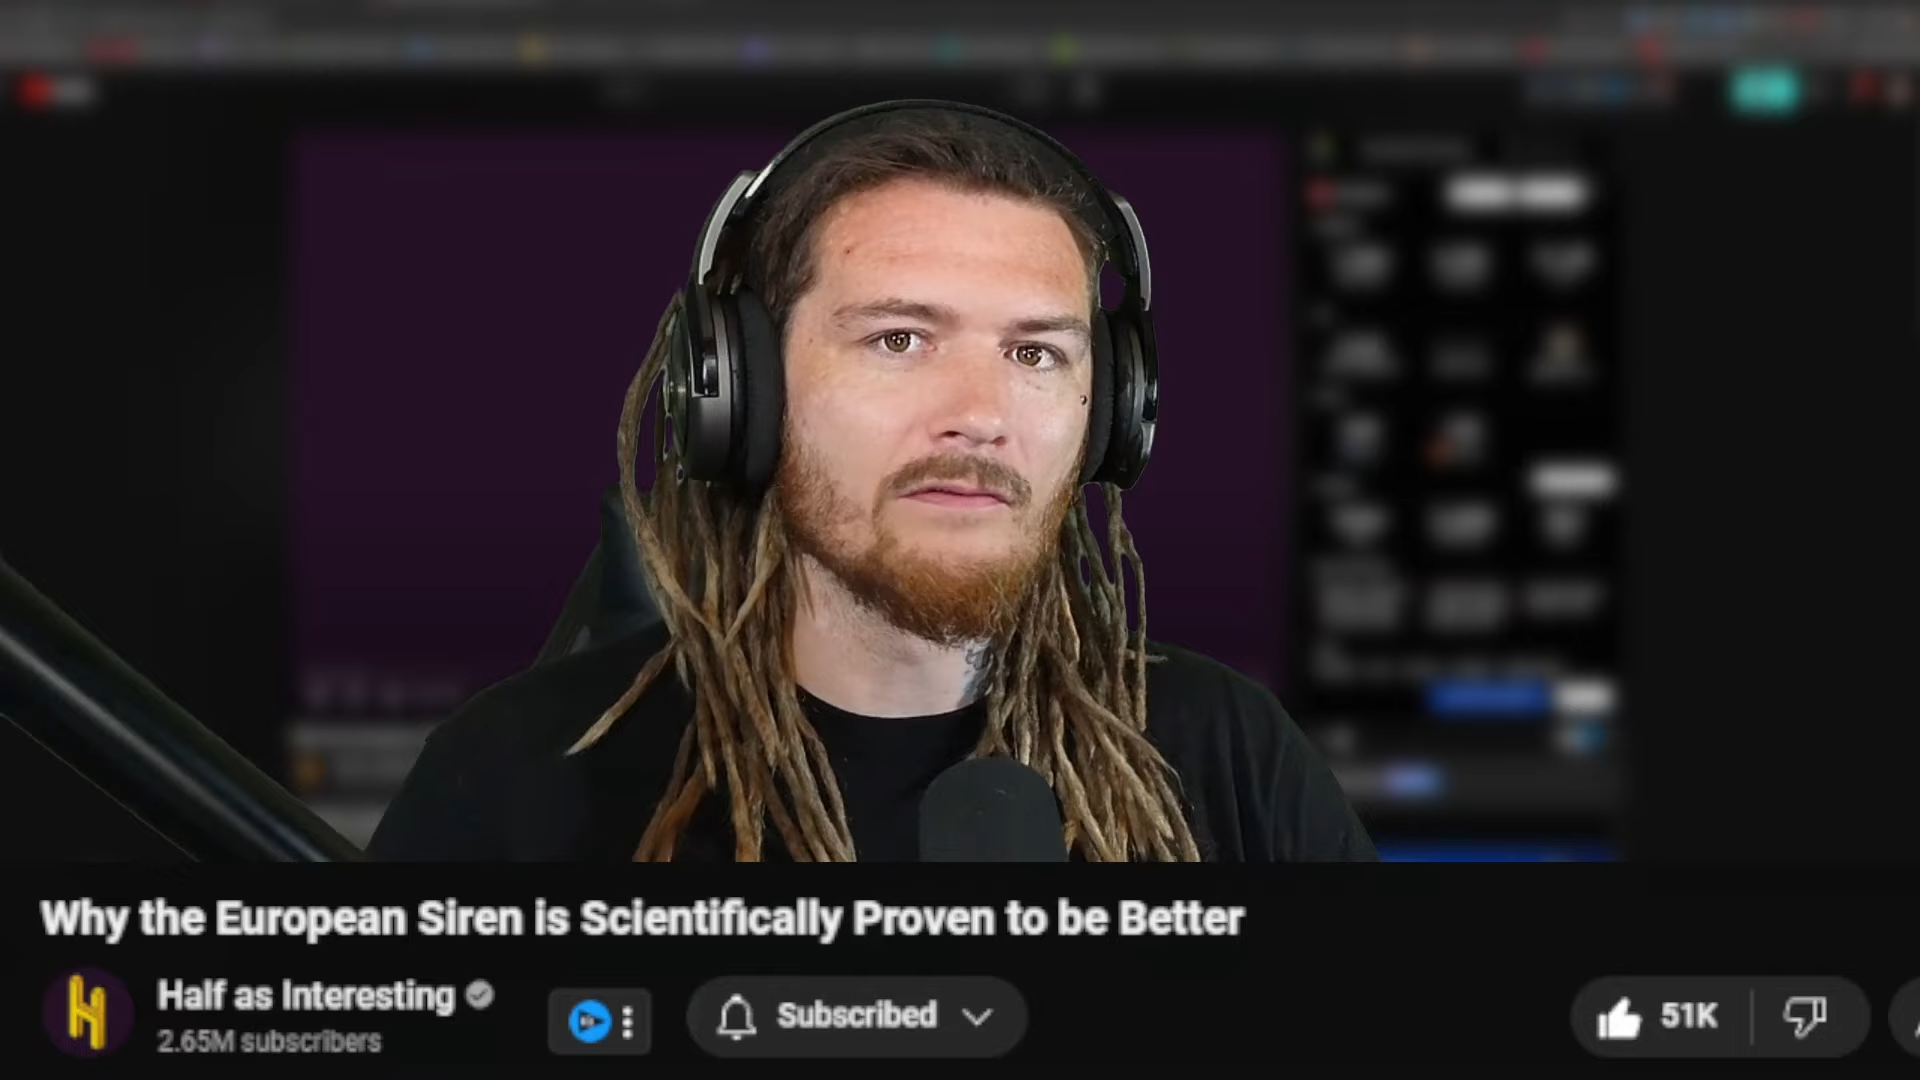 Why the European Siren is Scientifically Proven to be Better
Half as Interesting
2.65M subscribers
Subscribed
51K